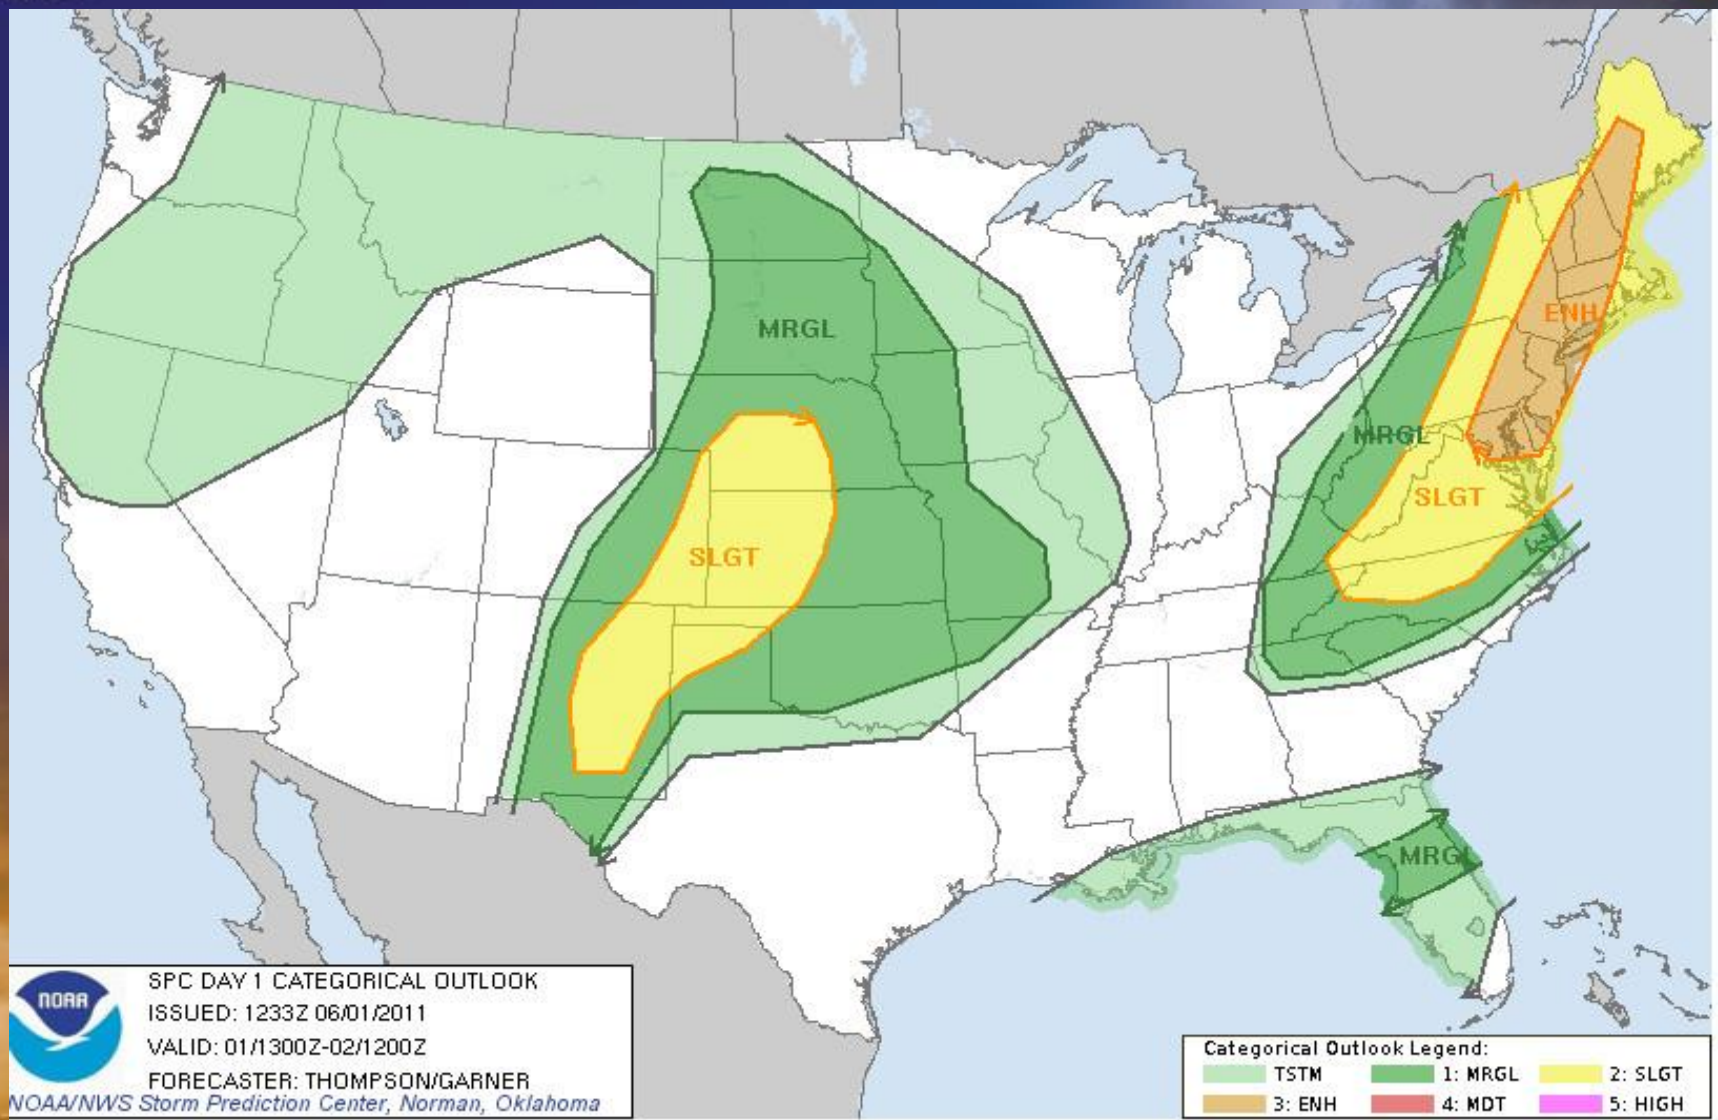 MRGL
SLGT
ENH
MRGL
SLGT
MRGL
NOAA
SPC DAY 1 CATEGORICAL OUTLOOK
ISSUED: 1233Z 06/01/2011
VALID: 01/1300Z-02/1200Z
FORECASTER: THOMPSON/GARNER
NOAA/NWS Storm Prediction Center, Norman, Oklahoma
Categorical Outlook Legend:
TSTM 1: MRGL 2: SLGT
3: ENH 4: MDT 5: HIGH